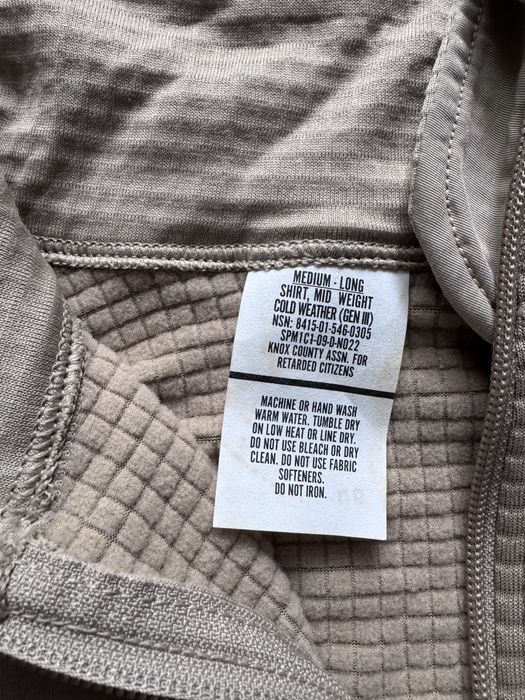 MEDIUM - LONG
SHIRT, MID WEIGHT
COLD WEATHER (GEN III)
NSN: 8415-01-546-0305
SPM1C1-09-D-N022
KNOX COUNTY ASSN. FOR
RETARDED CITIZENS
MACHINE OR HAND WASH
WARM WATER. TUMBLE DRY
ON LOW HEAT OR LINE DRY.
DO NOT USE BLEACH OR DRY
CLEAN. DO NOT USE FABRIC
SOFTENERS.
DO NOT IRON.